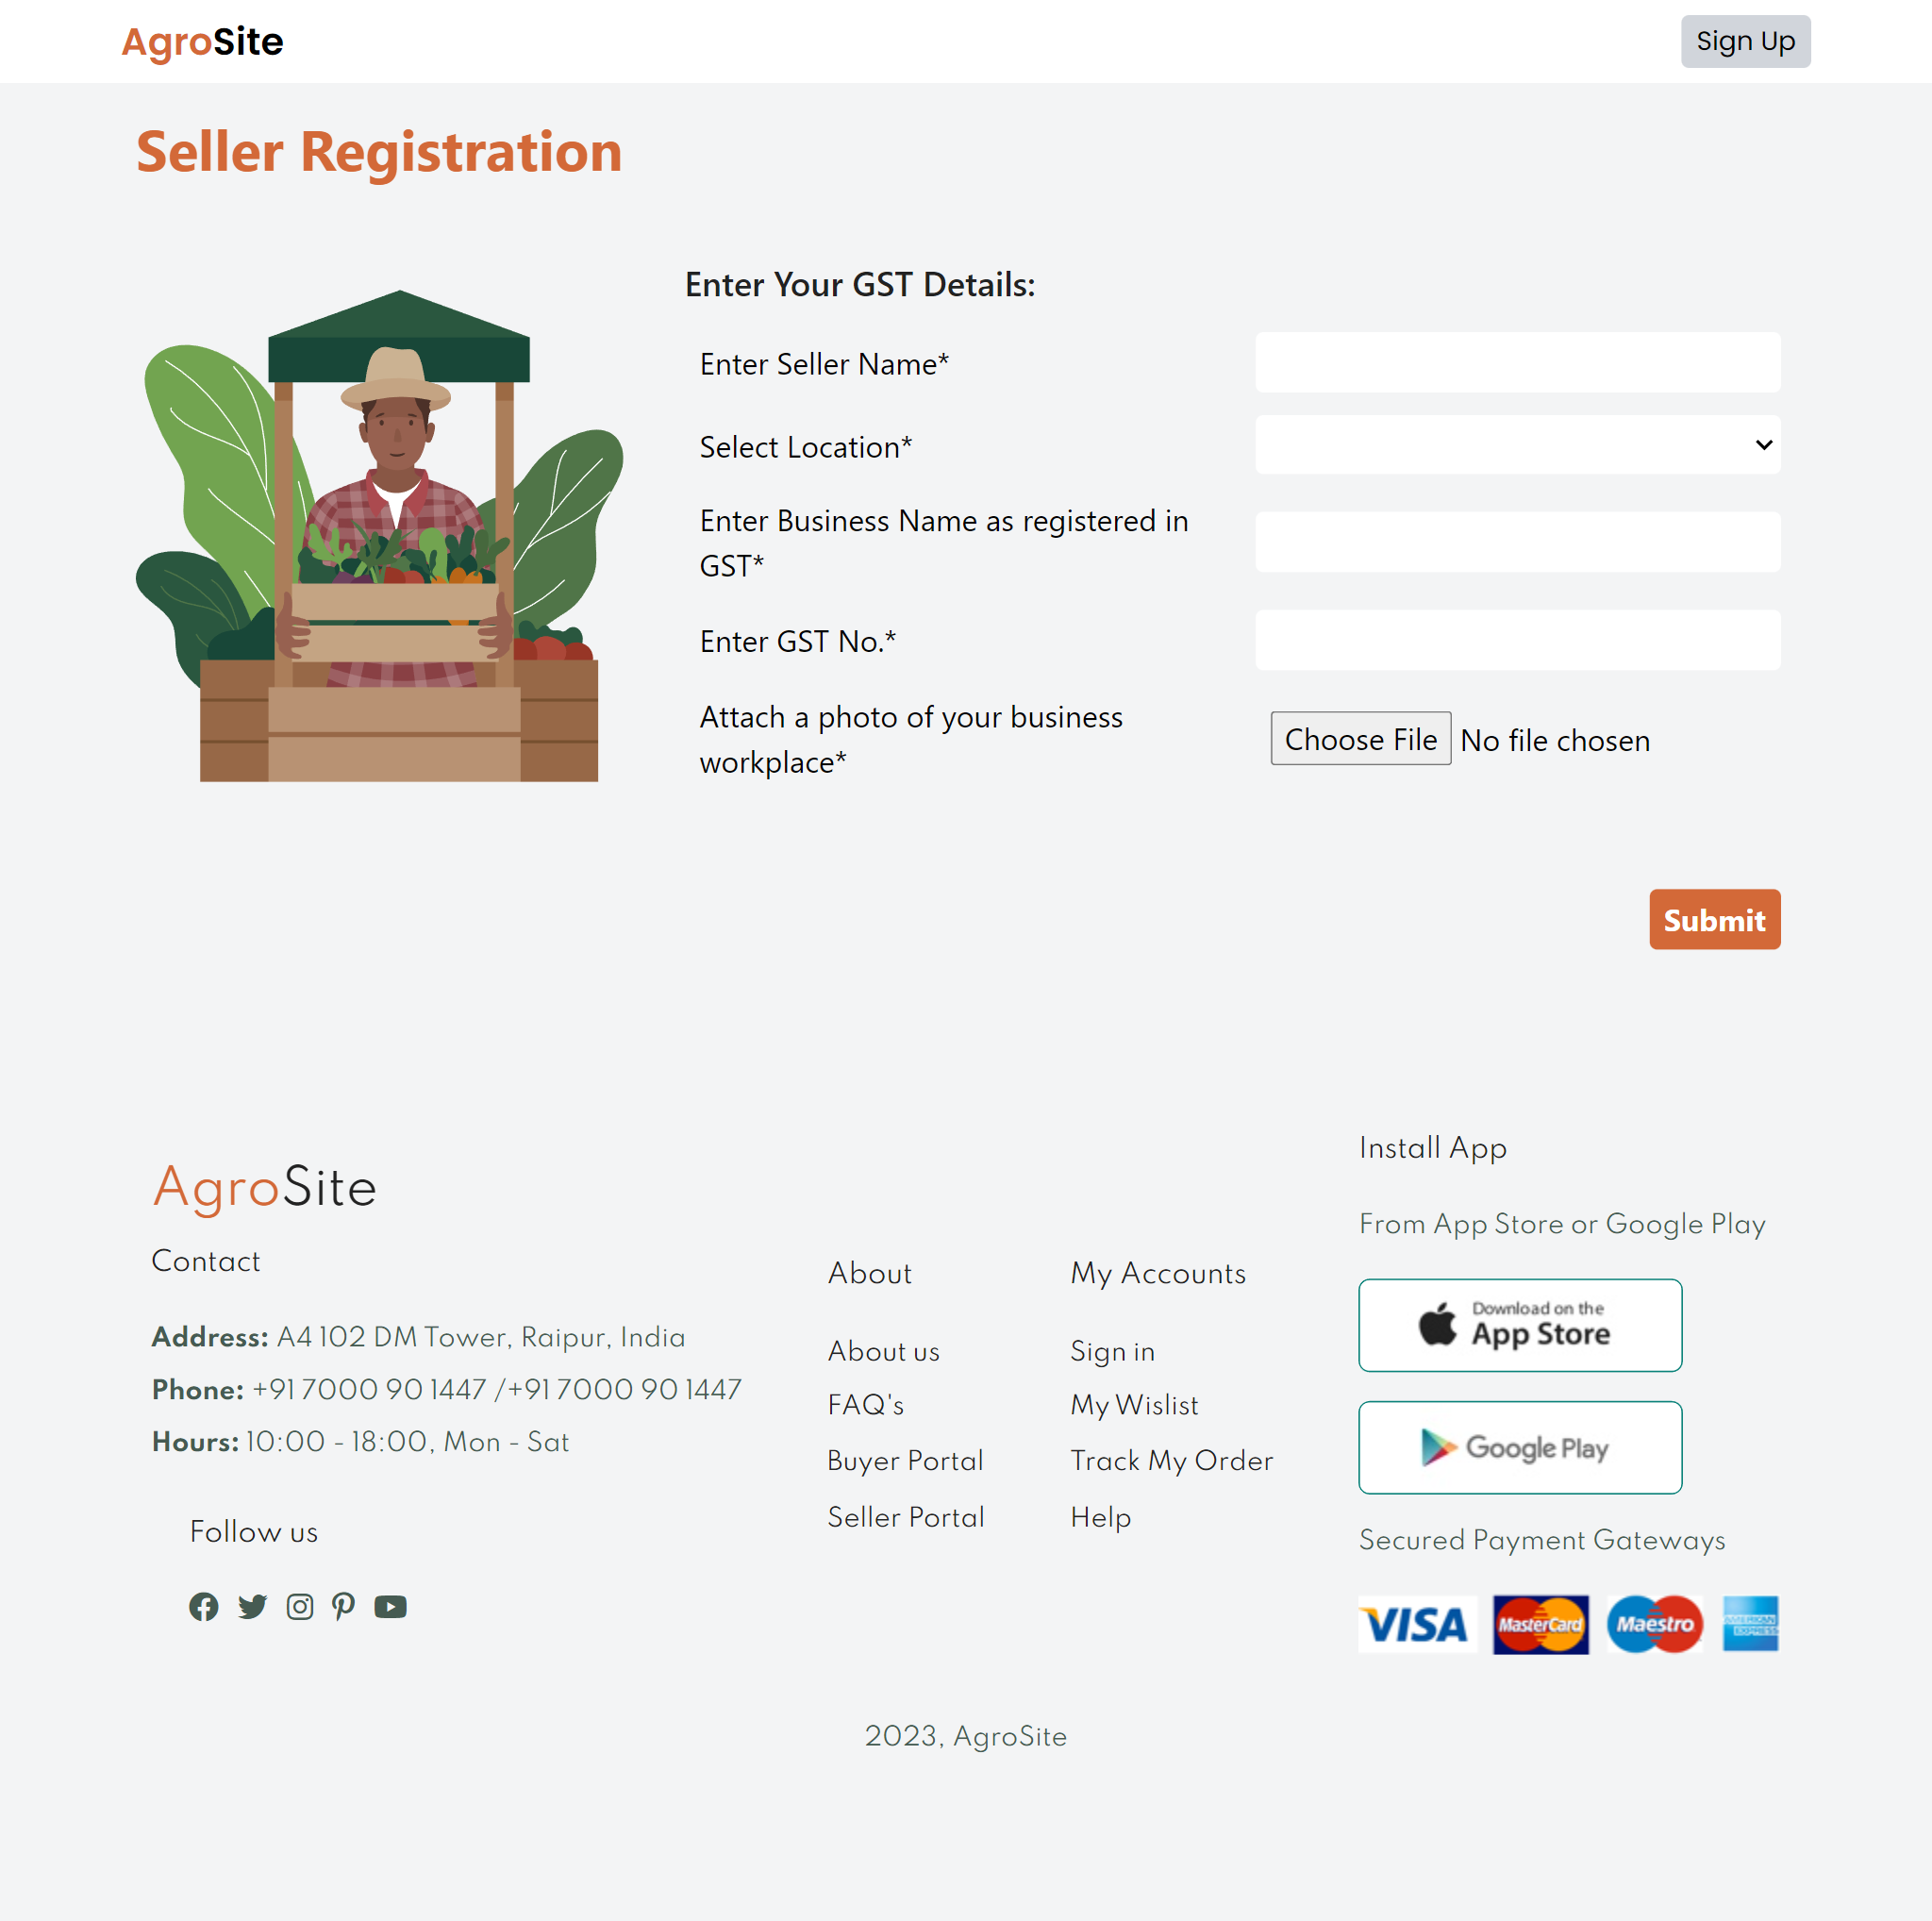 AgroSite
Sign Up
Seller Registration
Enter Your GST Details:
Enter Seller Name*
Select Location*
Enter Business Name as registered in
GST*
Enter GST No.*
Attach a photo of your business
workplace*
Choose File No file chosen
Submit
AgroSite
Contact
Address: A4 102 DM Tower, Raipur, India
Phone: +91 7000 90 1447 /+91 7000 90 1447
Hours: 10:00 - 18:00, Mon - Sat
Follow us
About
About us
FAQ's
Buyer Portal
Seller Portal
My Accounts
Sign in
My Wislist
Track My Order
Help
Install App
From App Store or Google Play
Download on the
App Store
Google Play
Secured Payment Gateways
VISA MasterCard Maestro AMERICAN
EXPRESS
2023, AgroSite